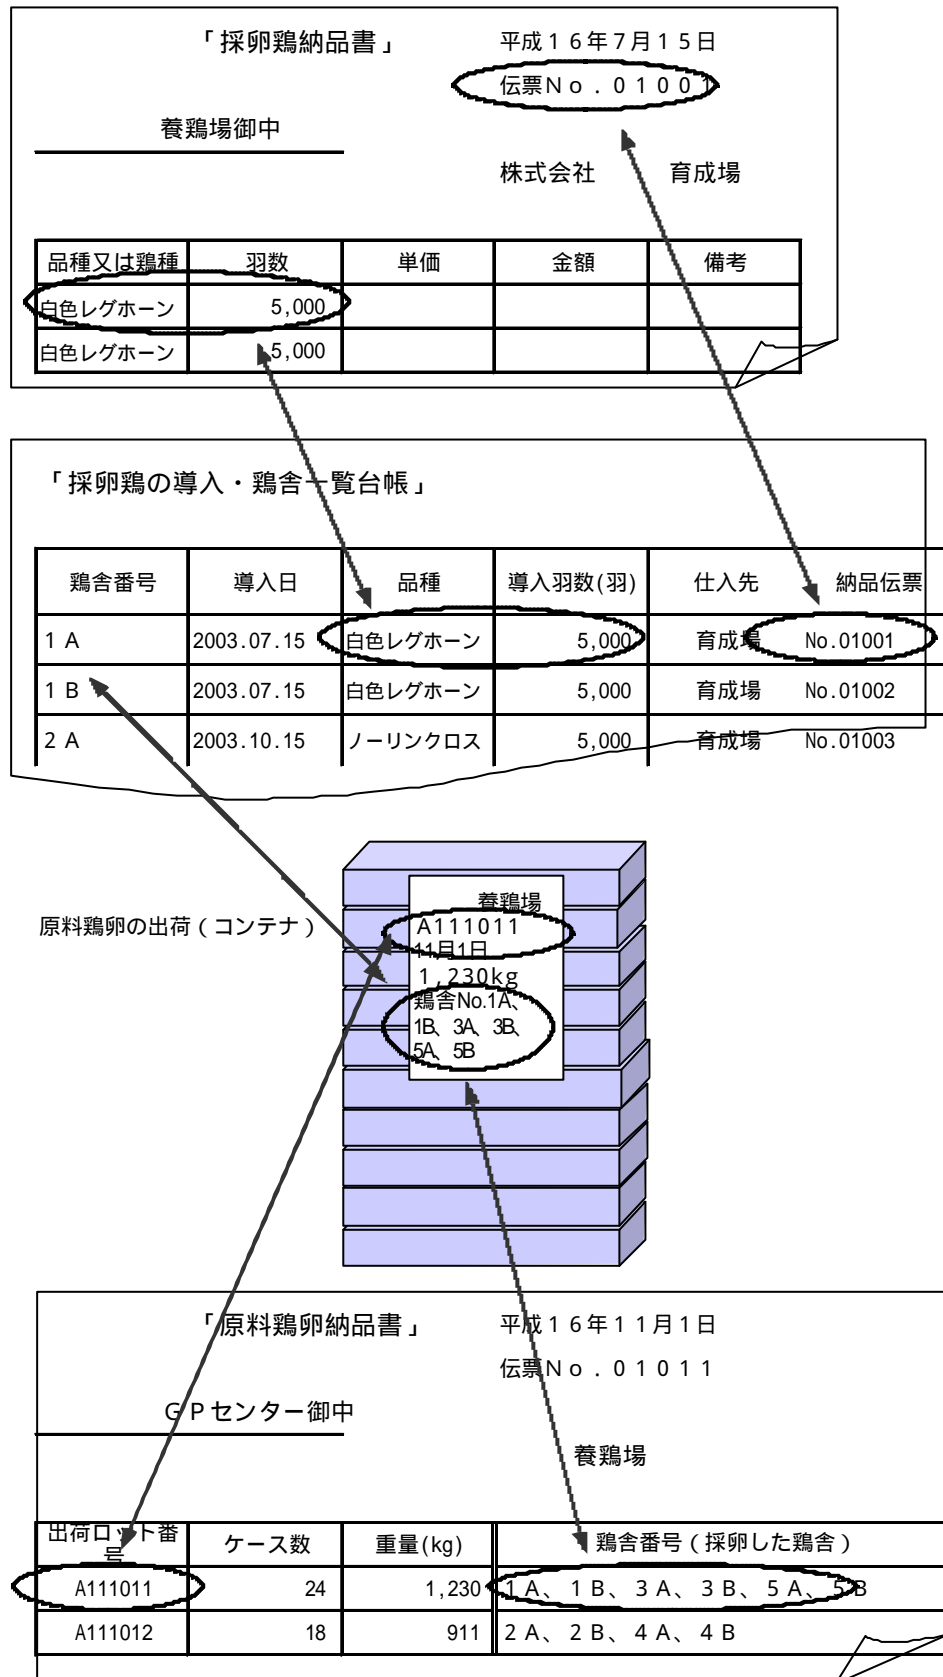 「採卵鶏納品書」 平成16年7月15日
伝票No.01001
養鶏場御中
株式会社 育成場
品種又は鶏種 羽数 単価 金額 備考
白色レグホーン 5,000
白色レグホーン 5,000
「採卵鶏の導入・鶏舎一覧台帳」
鶏舎番号 導入日 品種 導入羽数(羽) 仕入先 納品伝票
1A 2003.07.15 白色レグホーン 5,000 育成場 No.01001
1B 2003.07.15 白色レグホーン 5,000 育成場 No.01002
2A 2003.10.15 ノーリンクロス 5,000 育成場 No.01003
原料鶏卵の出荷(コンテナ)
養鶏場
A111011
11月1日
1,230kg
鶏舎No.1A、
1B、3A、3B、
5A、5B
「原料鶏卵納品書」 平成16年11月1日
伝票No.01011
GPセンター御中
養鶏場
出荷ロット番号 ケース数 重量(kg) 鶏舎番号(採卵した鶏舎)
A111011 24 1,230 1A、1B、3A、3B、5A、5B
A111012 18 911 2A、2B、4A、4B